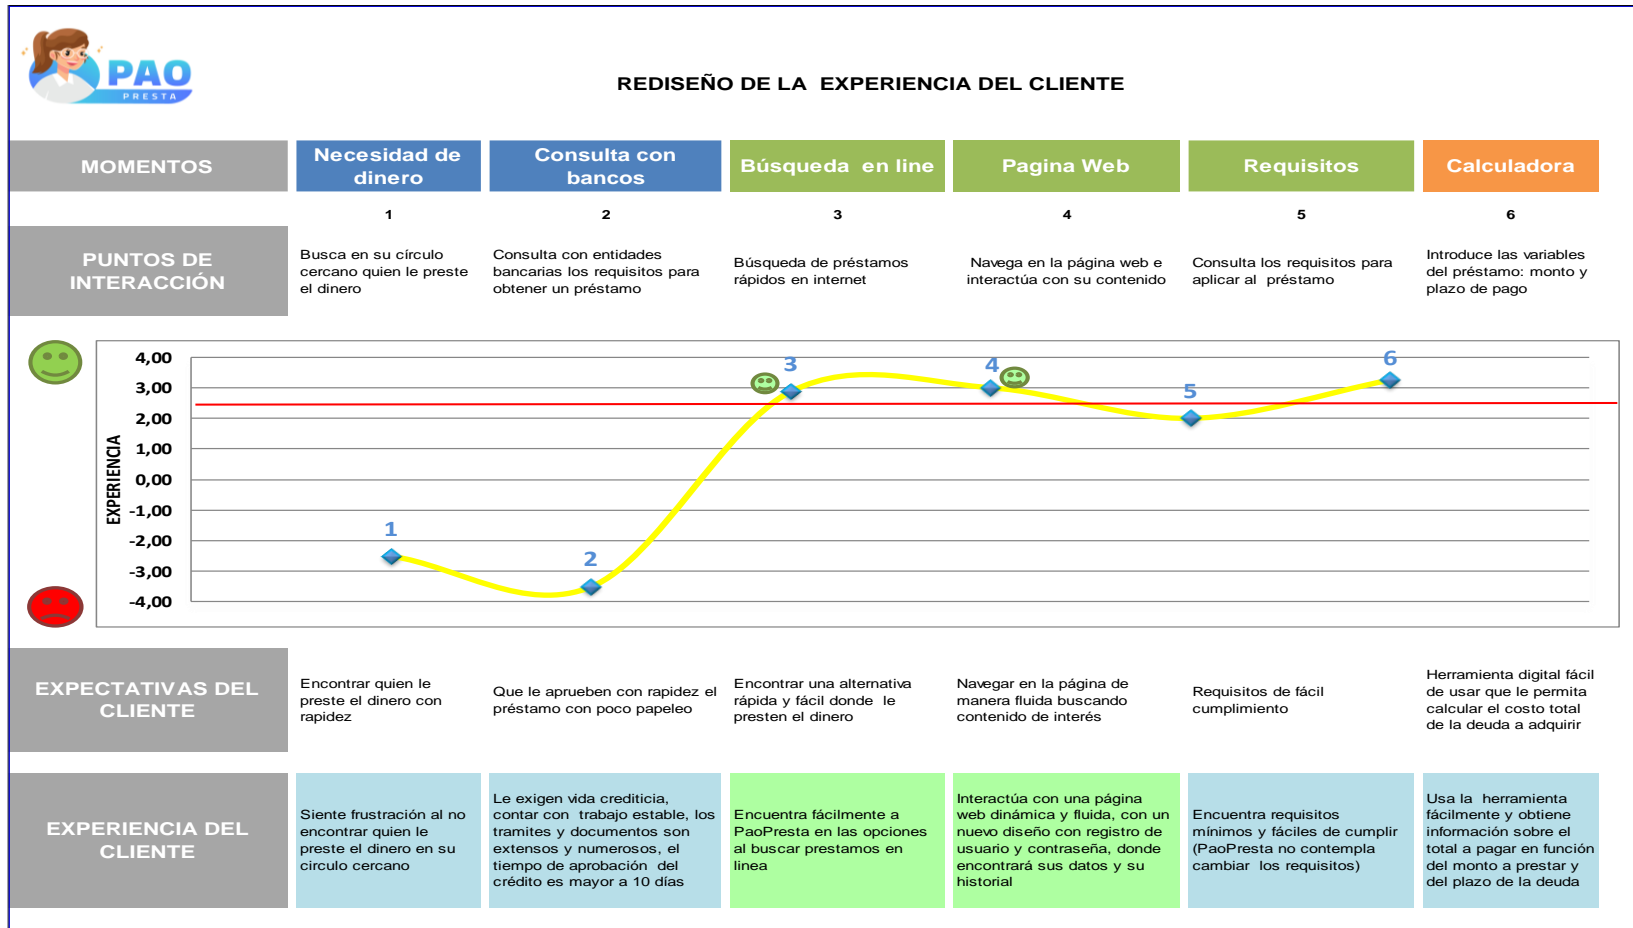 PAO
PRESTA
REDISEÑO DE LA EXPERIENCIA DEL CLIENTE
MOMENTOS
Necesidad de
dinero
Consulta con
bancos
Búsqueda en line
Pagina Web
Requisitos
Calculadora
1
2
3
4
5
6
PUNTOS DE
INTERACCIÓN
Busca en su círculo
cercano quien le preste
el dinero
Consulta con entidades
bancarias los requisitos para
obtener un préstamo
Búsqueda de préstamos
rápidos en internet
Navega en la página web e
interactúa con su contenido
Consulta los requisitos para
aplicar al préstamo
Introduce las variables
del préstamo: monto y
plazo de pago
EXPERIENCIA
4,00
3,00
2,00
1,00
0,00
-1,00
-2,00
-3,00
-4,00
1
2
3
4
5
6
EXPECTATIVAS DEL
CLIENTE
Encontrar quien le
preste el dinero con
rapidez
Que le aprueben con rapidez el
préstamo con poco papeleo
Encontrar una alternativa
rápida y fácil donde le
presten el dinero
Navegar en la página de
manera fluida buscando
contenido de interés
Requisitos de fácil
cumplimiento
Herramienta digital fácil
de usar que le permita
calcular el costo total
de la deuda a adquirir
EXPERIENCIA DEL
CLIENTE
Siente frustración al no
encontrar quien le
preste el dinero en su
circulo cercano
Le exigen vida crediticia,
contar con trabajo estable, los
tramites y documentos son
extensos y numerosos, el
tiempo de aprobación del
crédito es mayor a 10 días
Encuentra fácilmente a
PaoPresta en las opciones
al buscar prestamos en
linea
Interactúa con una página
web dinámica y fluida, con un
nuevo diseño con registro de
usuario y contraseña, donde
encontrará sus datos y su
historial
Encuentra requisitos
mínimos y fáciles de cumplir
(PaoPresta no contempla
cambiar los requisitos)
Usa la herramienta
fácilmente y obtiene
información sobre el
total a pagar en función
del monto a prestar y
del plazo de la deuda